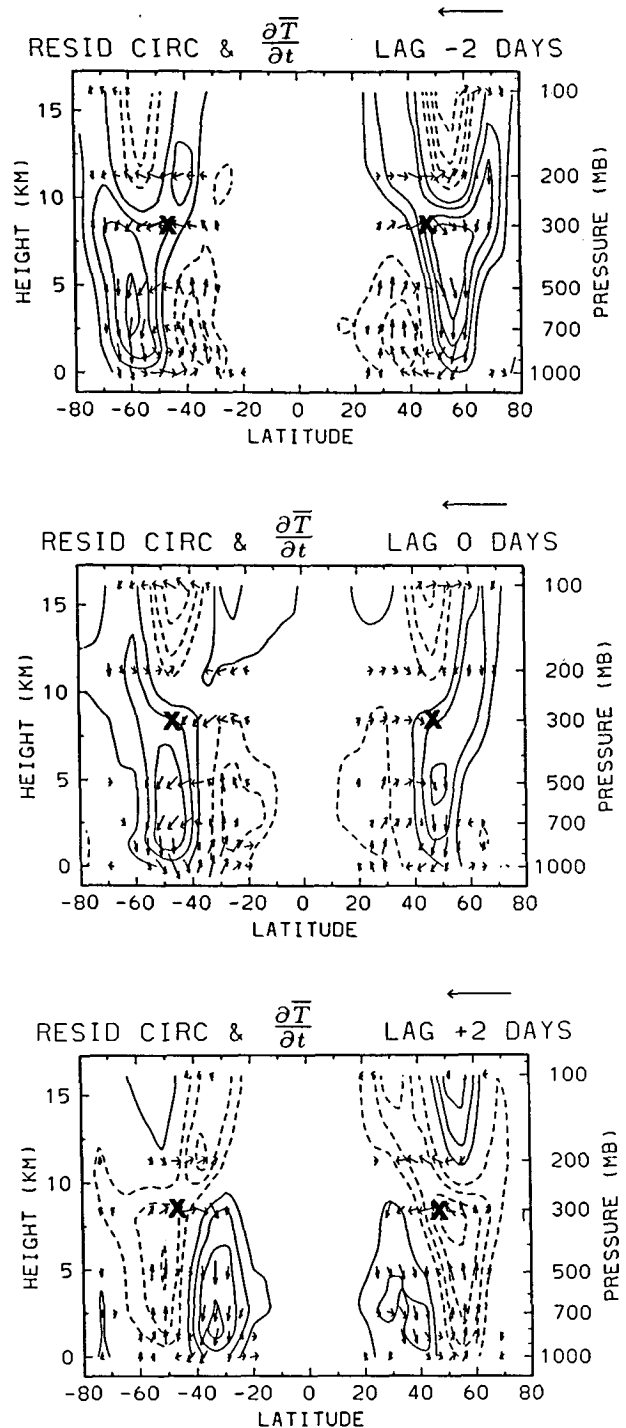 RESID CIRC & ∂T̅/∂t LAG -2 DAYS
HEIGHT (KM)
15
10
5
0
X
X
100
200
300
500
700
1000
PRESSURE (MB)
-80 -60 -40 -20 0 20 40 60 80
LATITUDE
RESID CIRC & ∂T̅/∂t LAG 0 DAYS
HEIGHT (KM)
15
10
5
0
X
X
100
200
300
500
700
1000
PRESSURE (MB)
-80 -60 -40 -20 0 20 40 60 80
LATITUDE
RESID CIRC & ∂T̅/∂t LAG +2 DAYS
HEIGHT (KM)
15
10
5
0
X
X
100
200
300
500
700
1000
PRESSURE (MB)
-80 -60 -40 -20 0 20 40 60 80
LATITUDE